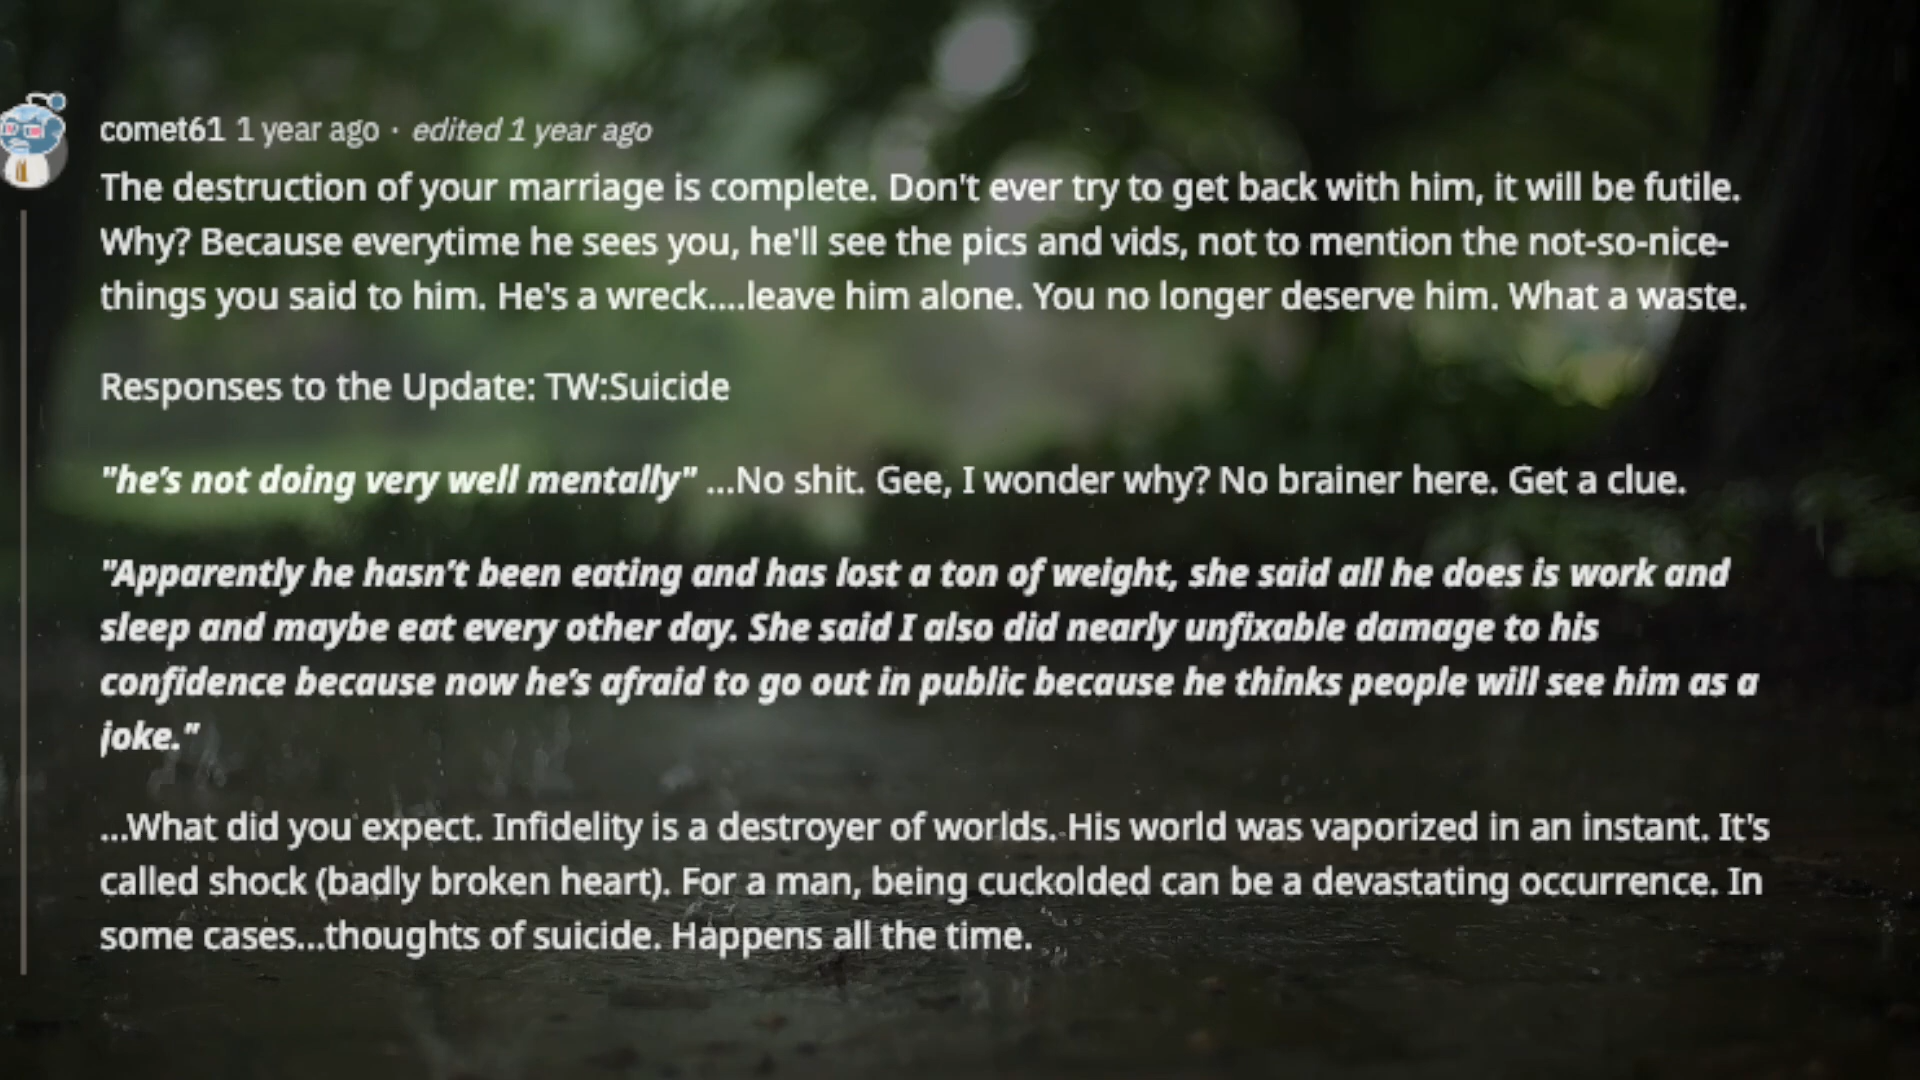 comet61 1 year ago · edited 1 year ago
The destruction of your marriage is complete. Don't ever try to get back with him, it will be futile.
Why? Because everytime he sees you, he'll see the pics and vids, not to mention the not-so-nice-
things you said to him. He's a wreck....leave him alone. You no longer deserve him. What a waste.
Responses to the Update: TW:Suicide
"he's not doing very well mentally" ...No shit. Gee, I wonder why? No brainer here. Get a clue.
"Apparently he hasn't been eating and has lost a ton of weight, she said all he does is work and
sleep and maybe eat every other day. She said I also did nearly unfixable damage to his
confidence because now he's afraid to go out in public because he thinks people will see him as a
joke."
...What did you expect. Infidelity is a destroyer of worlds. His world was vaporized in an instant. It's
called shock (badly broken heart). For a man, being cuckolded can be a devastating occurrence. In
some cases...thoughts of suicide. Happens all the time.